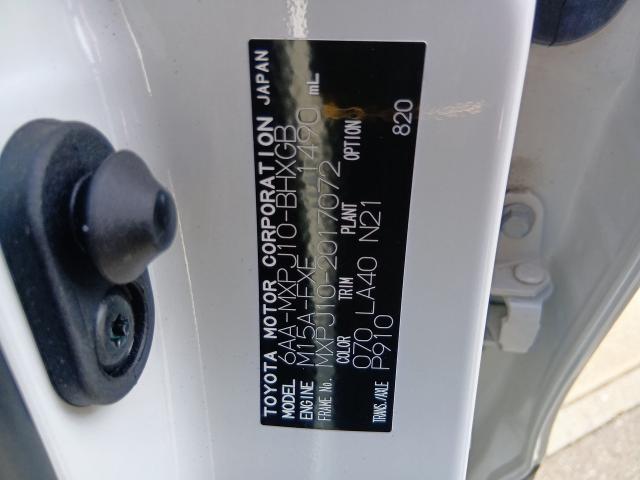 TOYOTA MOTOR CORPORATION JAPAN
MODEL 6AA-MXPJ10-BHXGB
ENGINE M15A-FXE 1490 mL
FRAME No. MXPJ10-2017072
COLOR TRIM PLANT OPTION
070 LA40 N21 820
TRANS./AXLE P910